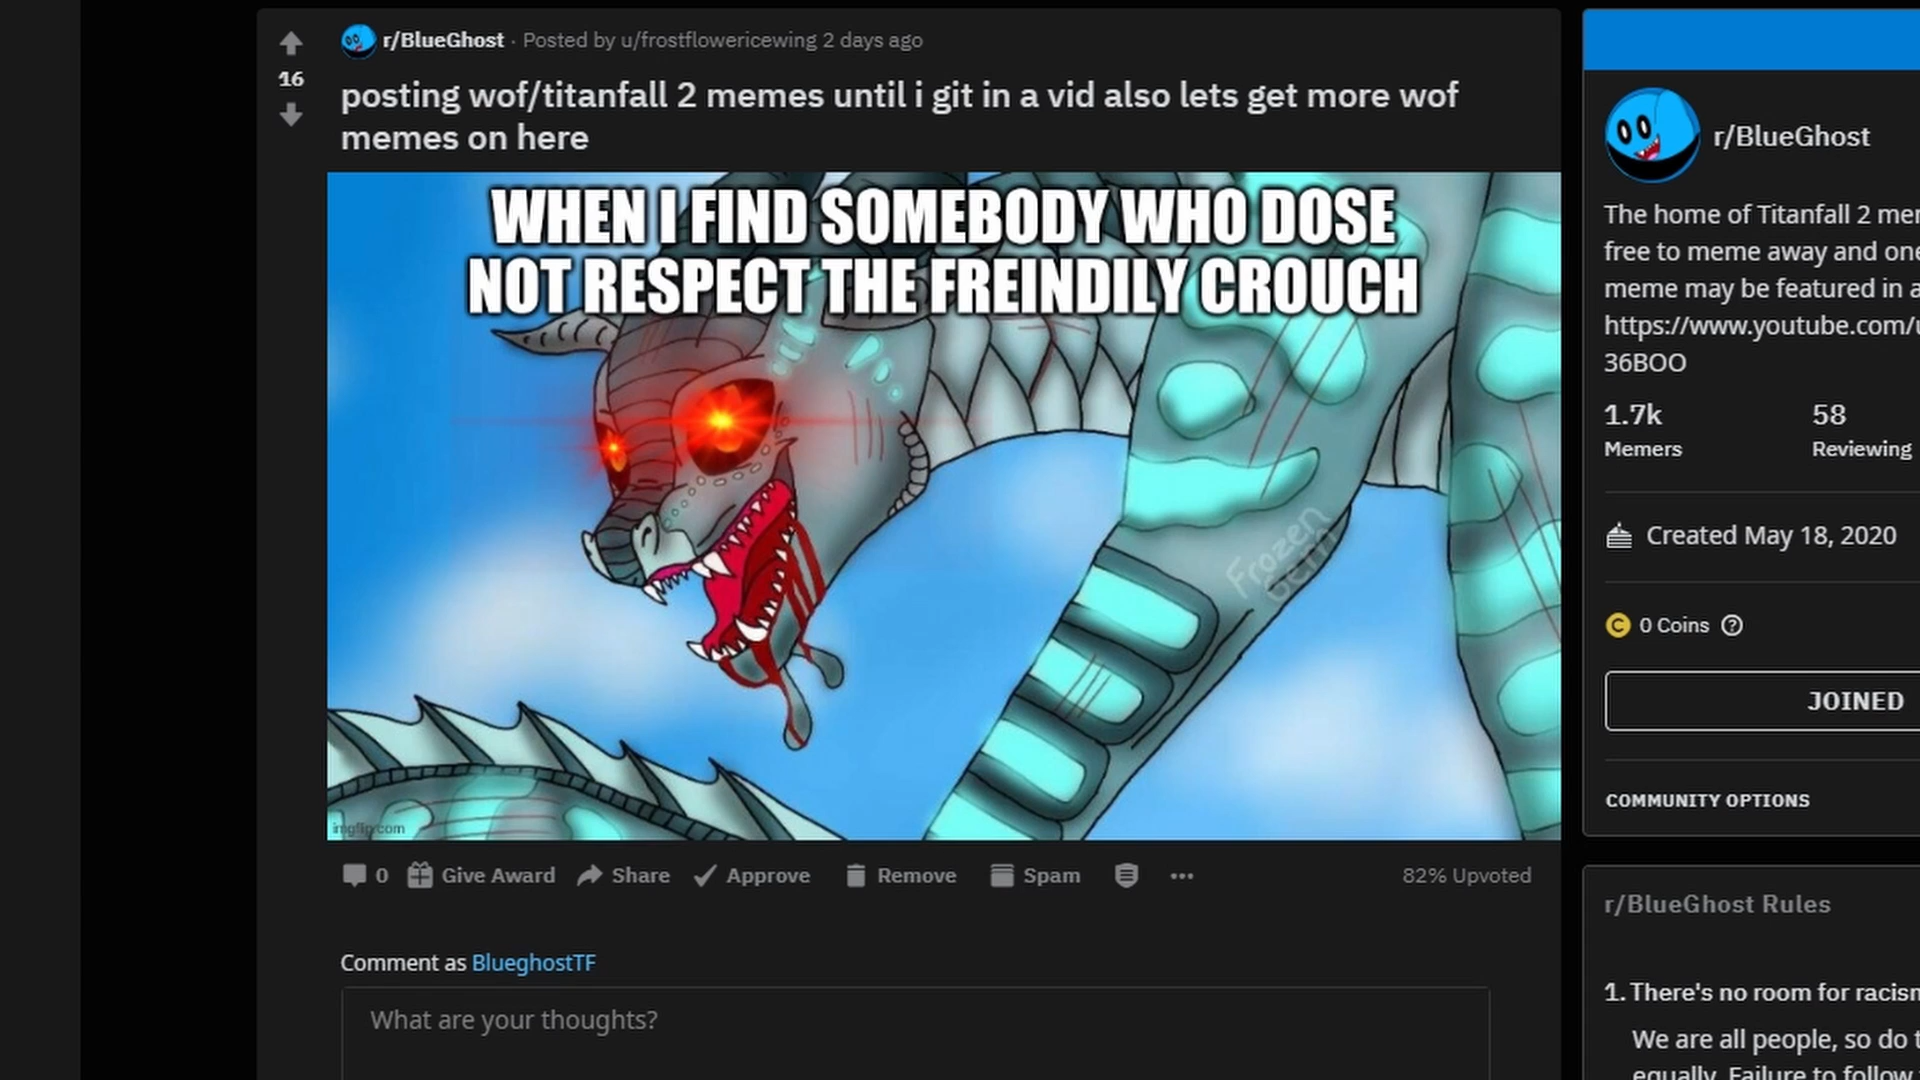 r/BlueGhost · Posted by u/frostflowericewing 2 days ago
16
posting wof/titanfall 2 memes until i git in a vid also lets get more wof
memes on here
WHEN I FIND SOMEBODY WHO DOSE
NOT RESPECT THE FREINDILY CROUCH
Frozen
imgflip.com
0 Give Award Share Approve Remove Spam ••• 82% Upvoted
Comment as BlueghostTF
What are your thoughts?
r/BlueGhost
The home of Titanfall 2 mem
free to meme away and one
meme may be featured in a
https://www.youtube.com/u
36BOO
1.7k 58
Memers Reviewing
Created May 18, 2020
C 0 Coins ?
JOINED
COMMUNITY OPTIONS
r/BlueGhost Rules
1. There's no room for racism
We are all people, so do t
equally. Failure to follow